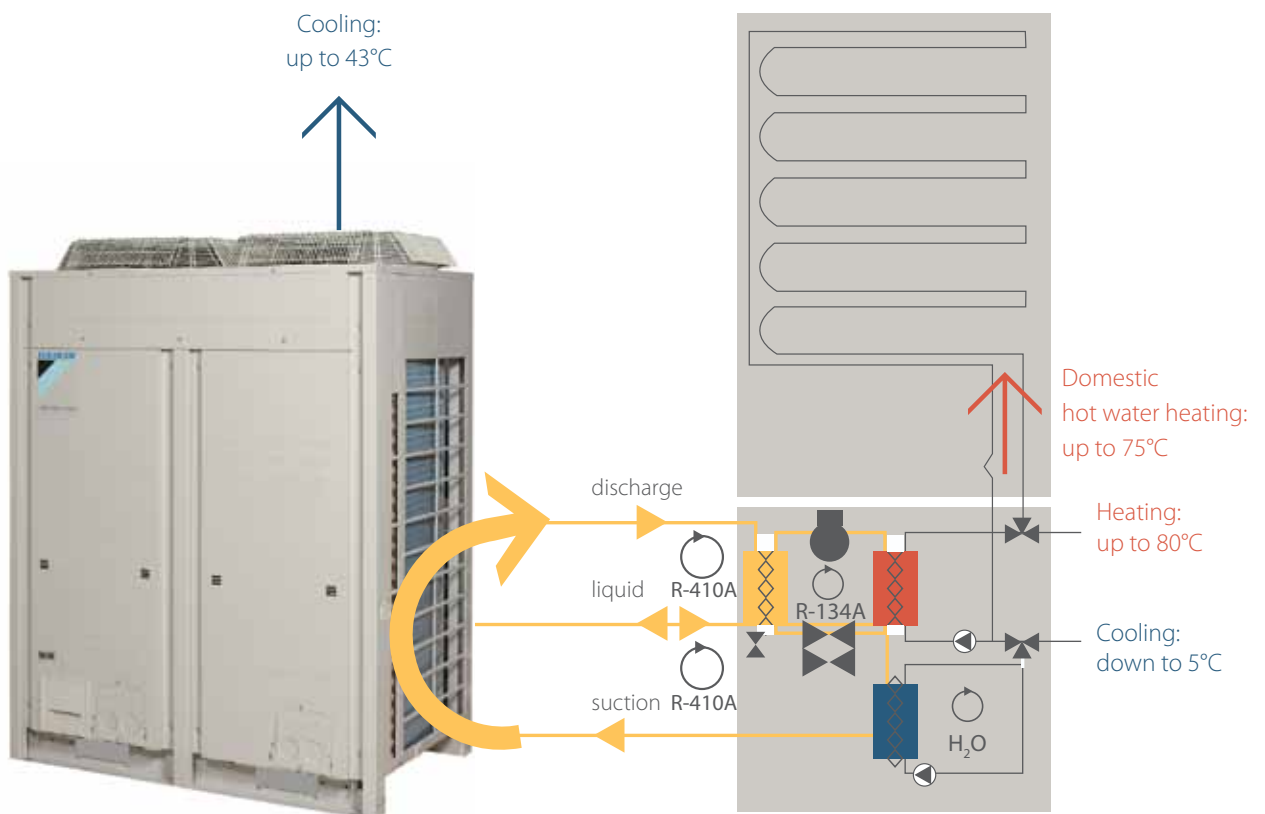 Cooling:
up to 43°C
DAIKIN
Domestic
hot water heating:
up to 75°C
discharge
Heating:
up to 80°C
R-410A
liquid
R-134A
Cooling:
down to 5°C
suction
R-410A
H₂O